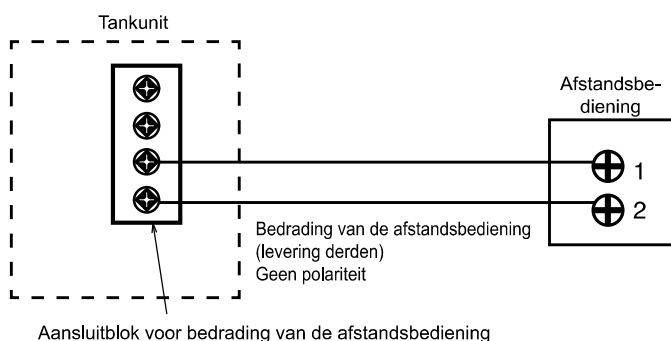 Tankunit
Afstandsbe-
diening
1
2
Bedrading van de afstandsbediening
(levering derden)
Geen polariteit
Aansluitblok voor bedrading van de afstandsbediening